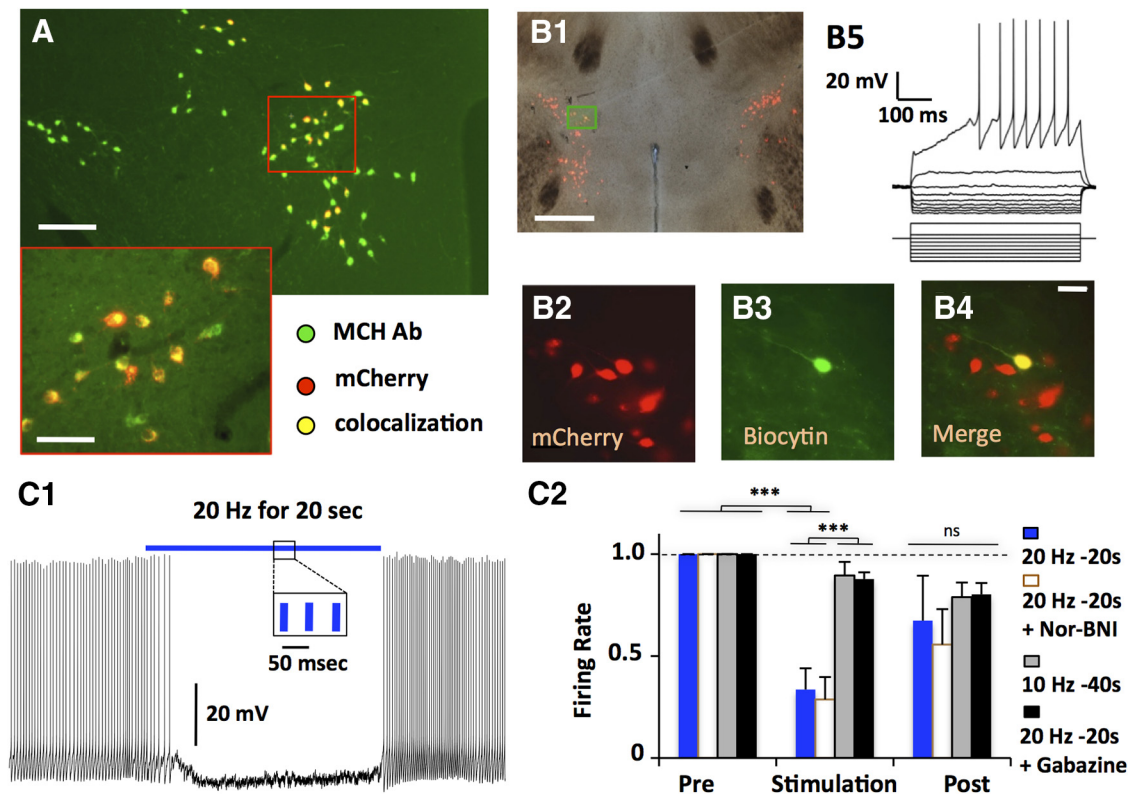 A
MCH Ab
mCherry
colocalization
B1
B5
20 mV
100 ms
B2
mCherry
B3
Biocytin
B4
Merge
C1
20 Hz for 20 sec
50 msec
20 mV
C2
***
***
ns
1.0
0.5
0
Firing Rate
Pre
Stimulation
Post
20 Hz -20s
20 Hz -20s
+ Nor-BNI
10 Hz -40s
20 Hz -20s
+ Gabazine